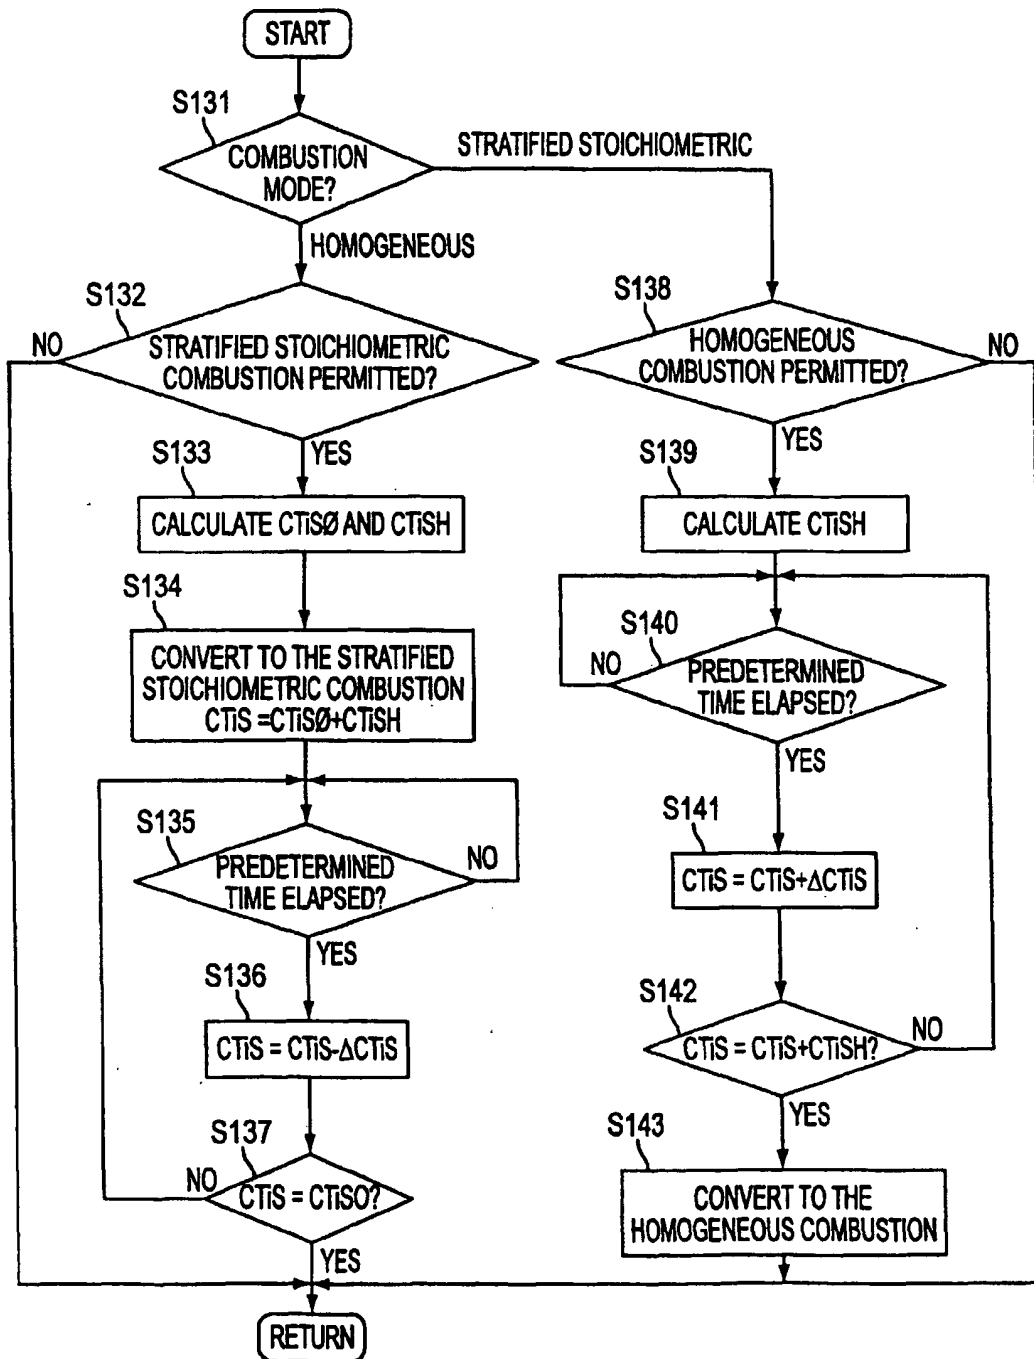 START
S131
COMBUSTION
MODE?
STRATIFIED STOICHIOMETRIC
HOMOGENEOUS
S132
NO
STRATIFIED STOICHIOMETRIC
COMBUSTION PERMITTED?
YES
S133
CALCULATE CTiSØ AND CTiSH
S134
CONVERT TO THE STRATIFIED
STOICHIOMETRIC COMBUSTION
CTiS =CTiSØ+CTiSH
S135
PREDETERMINED
TIME ELAPSED?
NO
YES
S136
CTiS = CTiS-ΔCTiS
S137
NO
CTiS = CTiSO?
YES
RETURN
S138
HOMOGENEOUS
COMBUSTION PERMITTED?
NO
YES
S139
CALCULATE CTiSH
S140
NO
PREDETERMINED
TIME ELAPSED?
YES
S141
CTiS = CTiS+ΔCTiS
S142
CTiS = CTiS+CTiSH?
NO
YES
S143
CONVERT TO THE
HOMOGENEOUS COMBUSTION